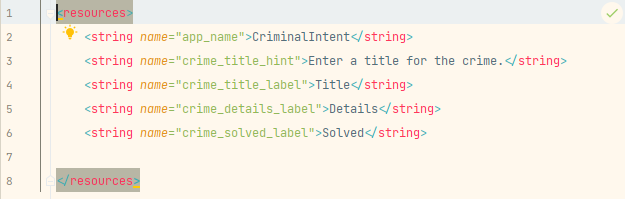 1 <resources>
2 <string name="app_name">CriminalIntent</string>
3 <string name="crime_title_hint">Enter a title for the crime.</string>
4 <string name="crime_title_label">Title</string>
5 <string name="crime_details_label">Details</string>
6 <string name="crime_solved_label">Solved</string>
7
8 </resources>